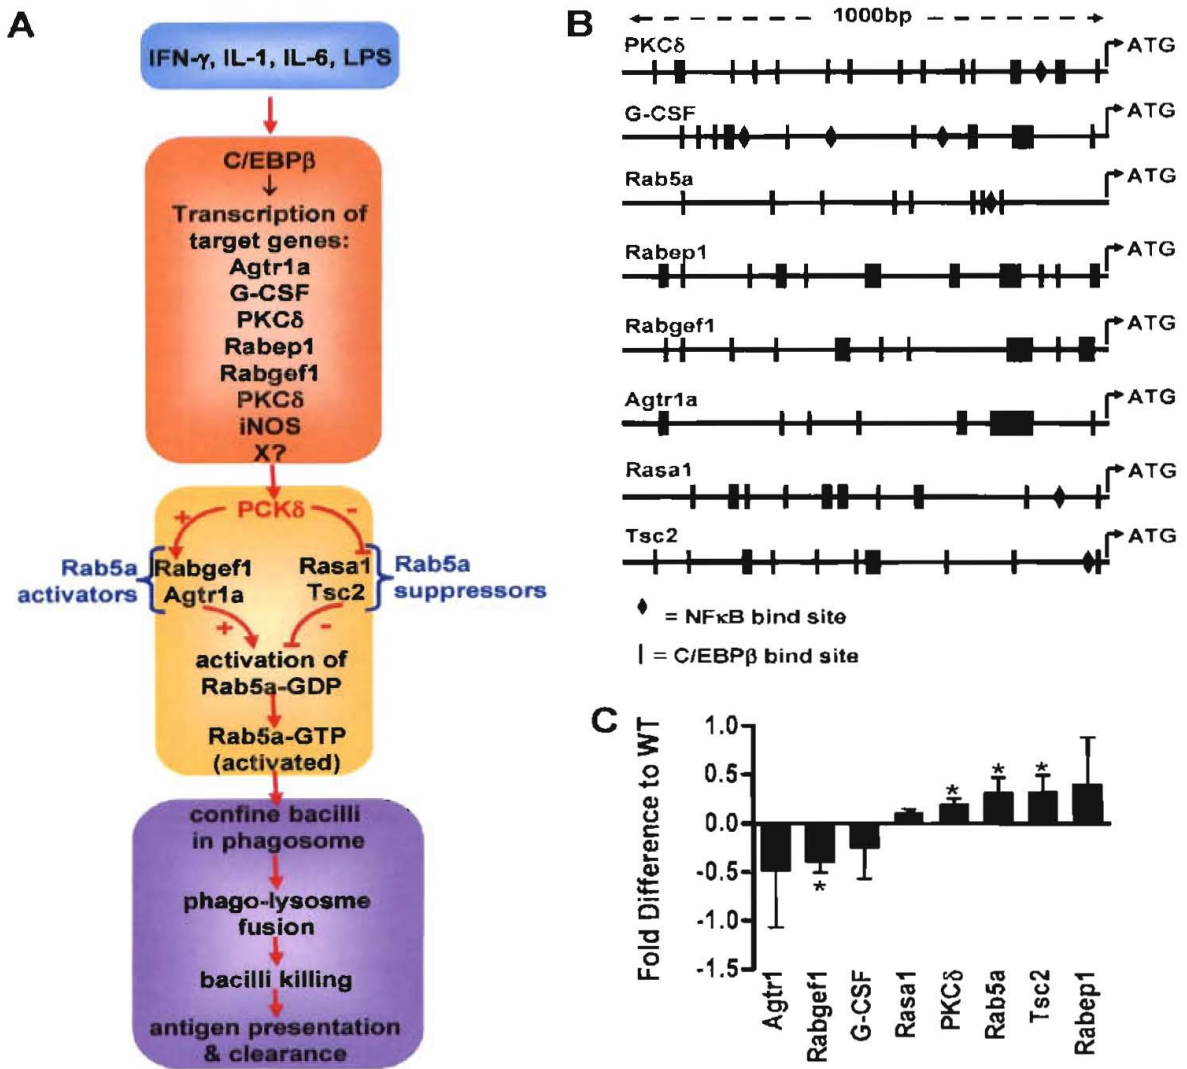 A
IFN-γ, IL-1, IL-6, LPS
C/EBPβ
Transcription of
target genes:
Agtr1a
G-CSF
PKCδ
Rabep1
Rabgef1
PKCδ
iNOS
X?
PCKδ
+ -
Rab5a
activators
Rabgef1
Agtr1a
Rasa1
Tsc2
Rab5a
suppressors
+ -
activation of
Rab5a-GDP
Rab5a-GTP
(activated)
confine bacilli
in phagosome
phago-lysosme
fusion
bacilli killing
antigen presentation
& clearance
B
1000bp
PKCδ
ATG
G-CSF
ATG
Rab5a
ATG
Rabep1
ATG
Rabgef1
ATG
Agtr1a
ATG
Rasa1
ATG
Tsc2
ATG
= NFκB bind site
= C/EBPβ bind site
C
Fold Difference to WT
1.0
0.5
0.0
-0.5
-1.0
-1.5
* * * *
Agtr1
Rabgef1
G-CSF
Rasa1
PKCδ
Rab5a
Tsc2
Rabep1